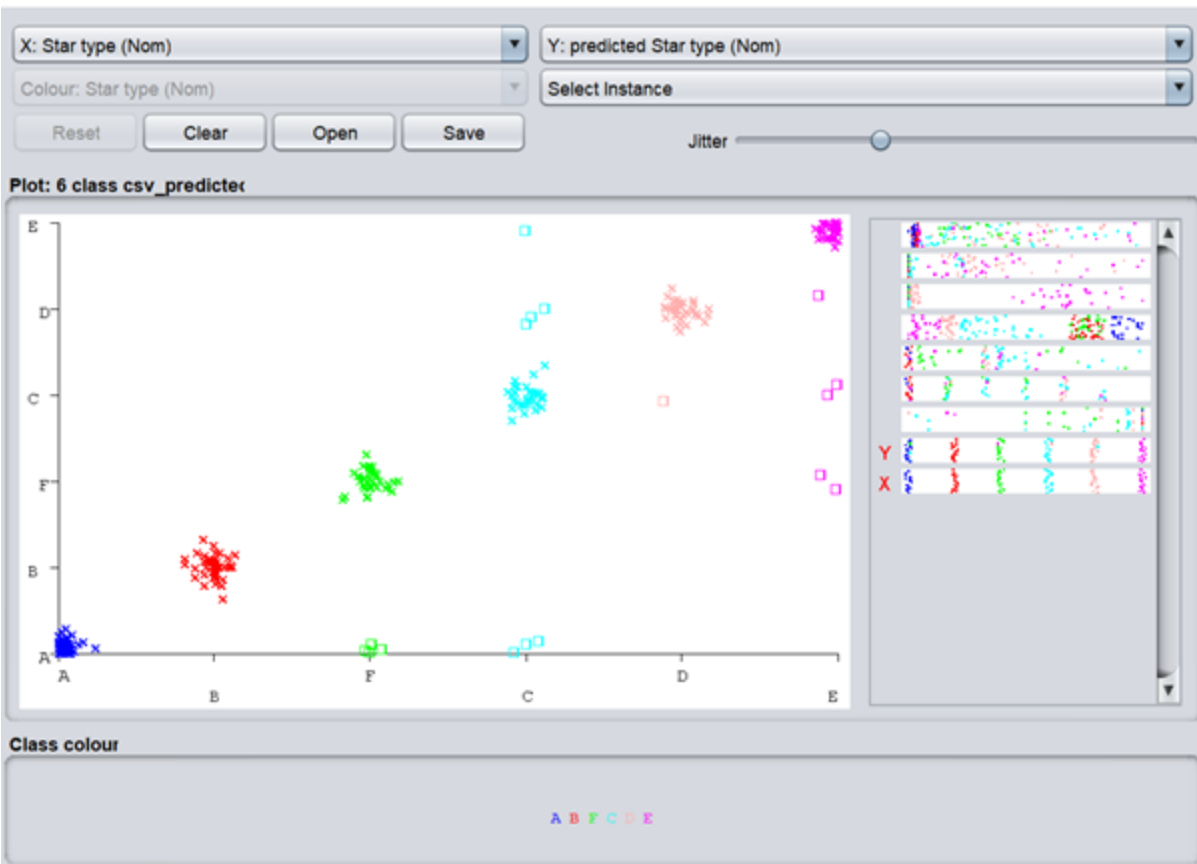 X: Star type (Nom) Y: predicted Star type (Nom)
Colour: Star type (Nom) Select Instance
Reset Clear Open Save Jitter
Plot: 6 class csv_predicted
E
D
C
F
B
A
A B F C D E
Y
X
Class colour
A B F C D E